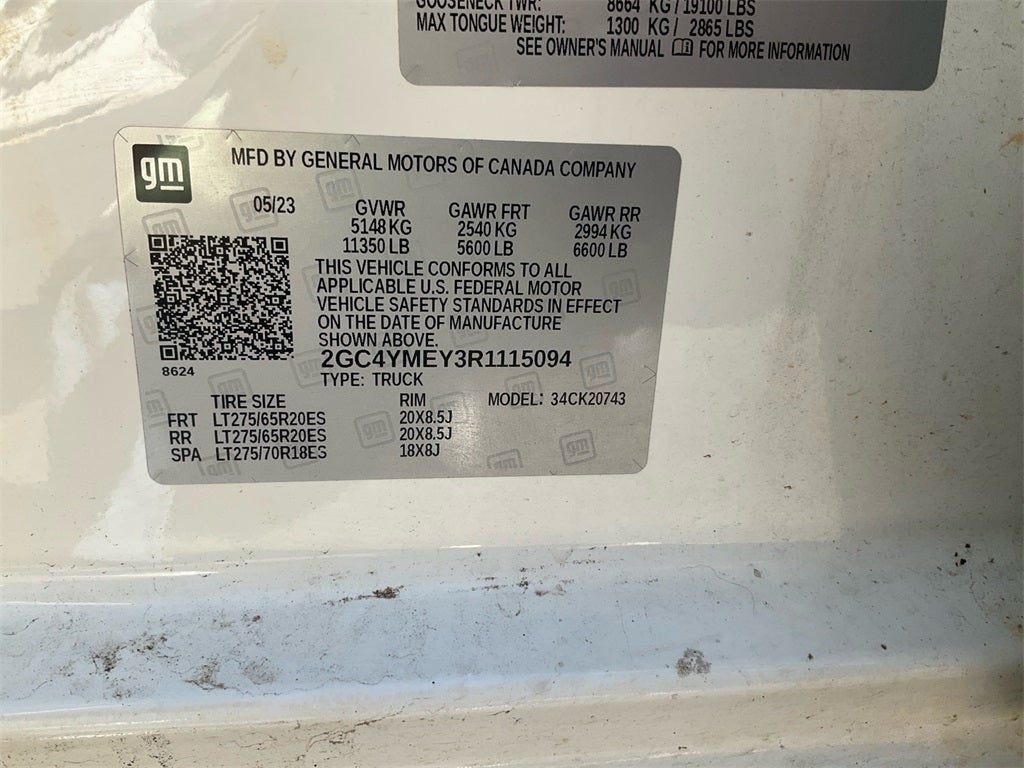 GOOSENECK TWR: 8664 KG / 19100 LBS
MAX TONGUE WEIGHT: 1300 KG / 2865 LBS
SEE OWNER'S MANUAL FOR MORE INFORMATION
gm
MFD BY GENERAL MOTORS OF CANADA COMPANY
05/23 GVWR GAWR FRT GAWR RR
5148 KG 2540 KG 2994 KG
11350 LB 5600 LB 6600 LB
THIS VEHICLE CONFORMS TO ALL
APPLICABLE U.S. FEDERAL MOTOR
VEHICLE SAFETY STANDARDS IN EFFECT
ON THE DATE OF MANUFACTURE
SHOWN ABOVE.
8624
2GC4YMEY3R1115094
TYPE: TRUCK
TIRE SIZE RIM MODEL: 34CK20743
FRT LT275/65R20ES 20X8.5J
RR LT275/65R20ES 20X8.5J
SPA LT275/70R18ES 18X8J